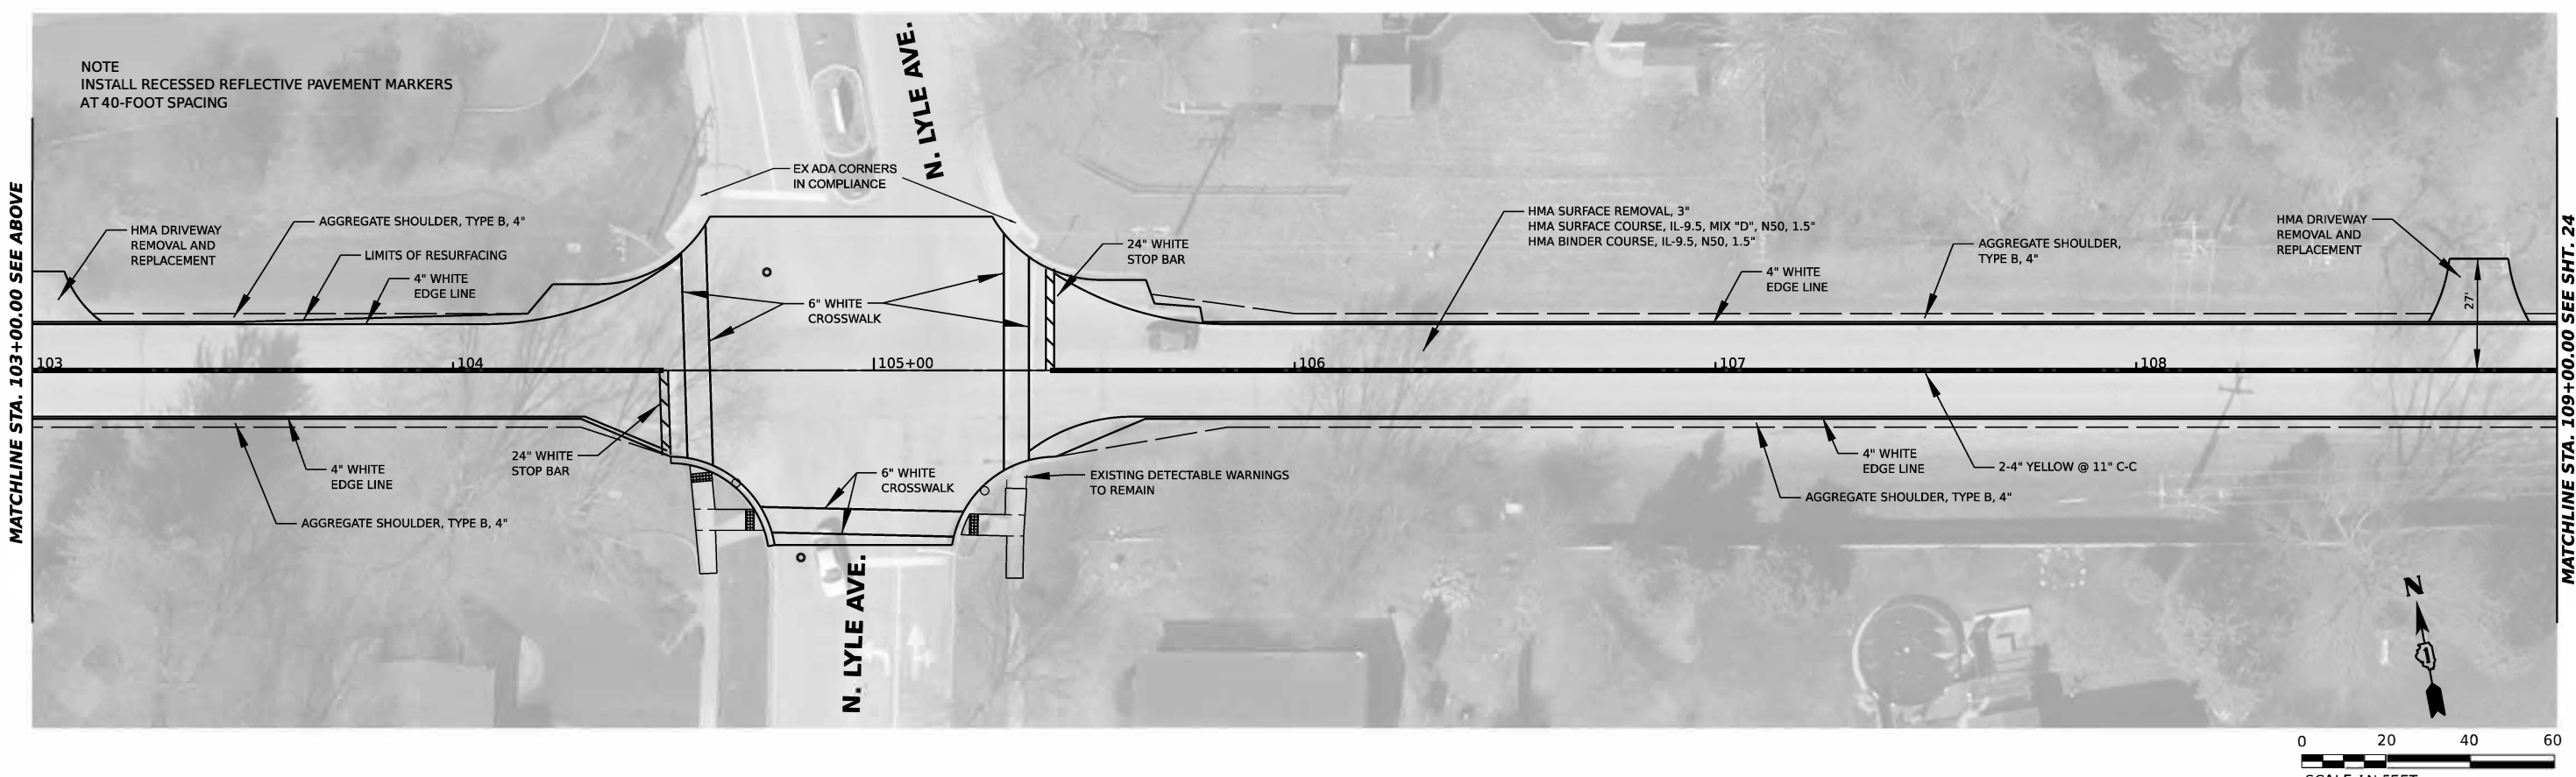 NOTE
INSTALL RECESSED REFLECTIVE PAVEMENT MARKERS
AT 40-FOOT SPACING
N. LYLE AVE.
EX ADA CORNERS
IN COMPLIANCE
MATCHLINE STA. 103+00.00 SEE ABOVE
HMA DRIVEWAY
REMOVAL AND
REPLACEMENT
AGGREGATE SHOULDER, TYPE B, 4"
LIMITS OF RESURFACING
4" WHITE
EDGE LINE
6" WHITE
CROSSWALK
24" WHITE
STOP BAR
HMA SURFACE REMOVAL, 3"
HMA SURFACE COURSE, IL-9.5, MIX "D", N50, 1.5"
HMA BINDER COURSE, IL-9.5, N50, 1.5"
4" WHITE
EDGE LINE
AGGREGATE SHOULDER,
TYPE B, 4"
HMA DRIVEWAY
REMOVAL AND
REPLACEMENT
27'
MATCHLINE STA. 109+00.00 SEE SHT. 24
103
104
105+00
106
107
108
24" WHITE
STOP BAR
4" WHITE
EDGE LINE
AGGREGATE SHOULDER, TYPE B, 4"
6" WHITE
CROSSWALK
EXISTING DETECTABLE WARNINGS
TO REMAIN
4" WHITE
EDGE LINE
2-4" YELLOW @ 11" C-C
AGGREGATE SHOULDER, TYPE B, 4"
N. LYLE AVE.
N
1
0 20 40 60
SCALE IN FEET